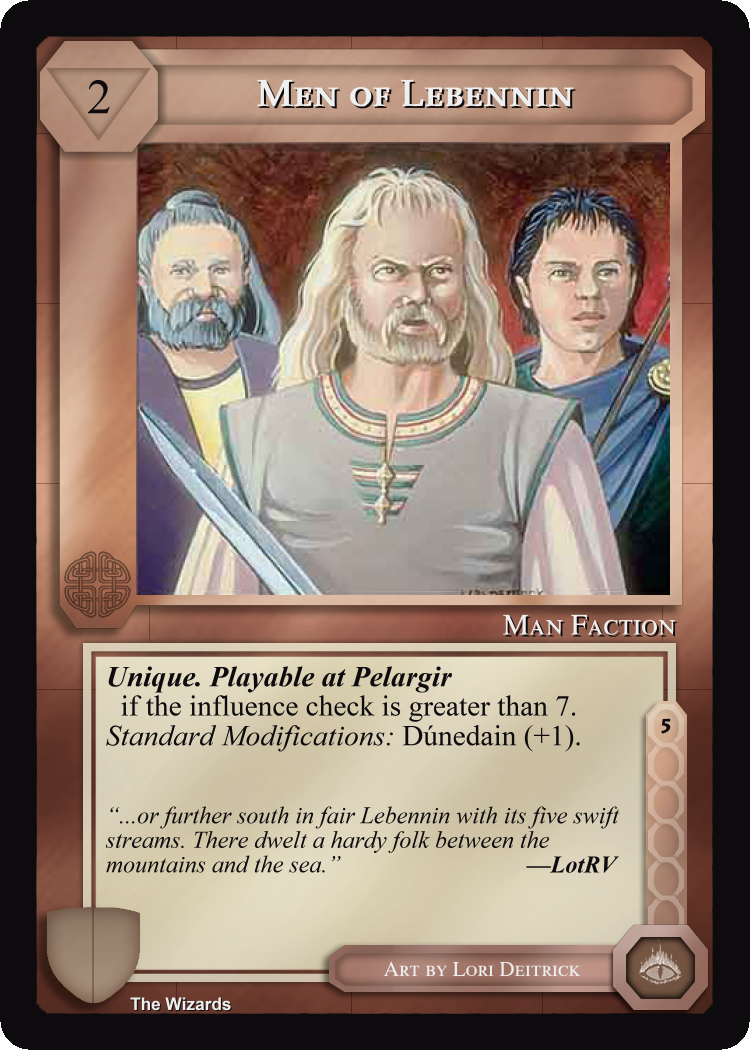 2
Men of Lebennin
Man Faction
Unique. Playable at Pelargir
if the influence check is greater than 7.
Standard Modifications: Dúnedain (+1).
5
“...or further south in fair Lebennin with its five swift
streams. There dwelt a hardy folk between the
mountains and the sea.” —LotRV
Art by Lori Deitrick
The Wizards